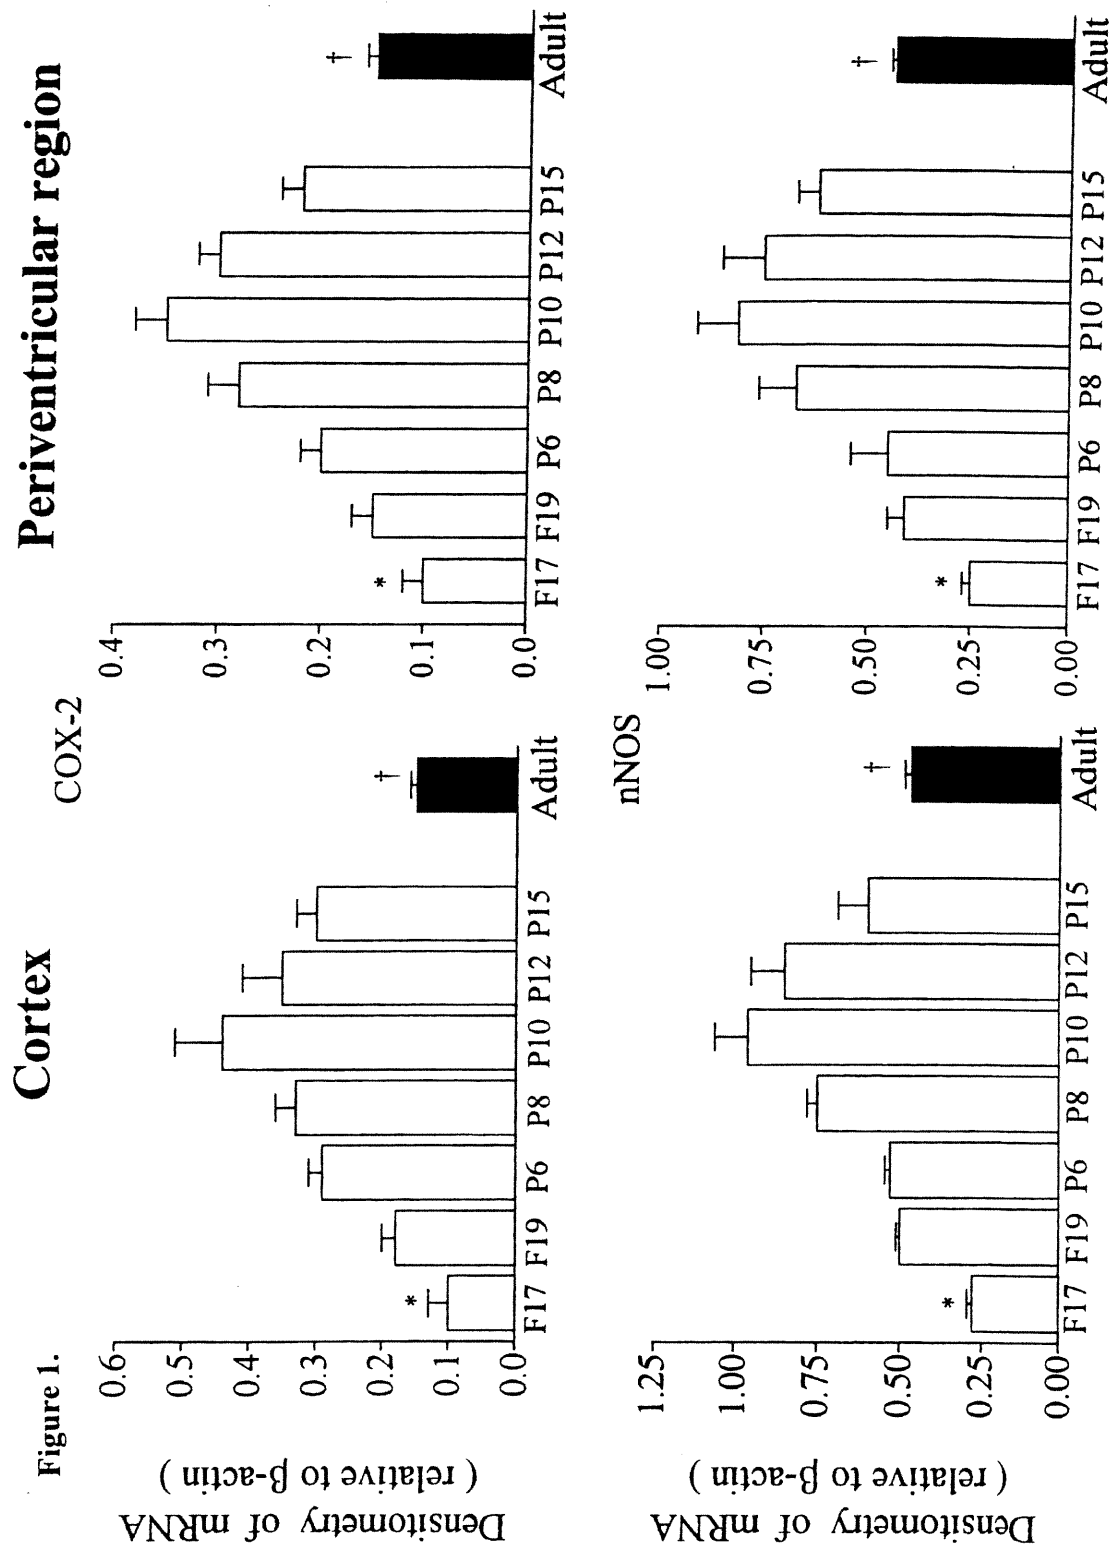 Figure 1.
Cortex
Periventricular region
COX-2
Densitometry of mRNA
( relative to β-actin )
0.6
0.5
0.4
0.3
0.2
0.1
0.0
F17 F19 P6 P8 P10 P12 P15 Adult
*
†
0.4
0.3
0.2
0.1
0.0
F17 F19 P6 P8 P10 P12 P15 Adult
*
†
nNOS
Densitometry of mRNA
( relative to β-actin )
1.25
1.00
0.75
0.50
0.25
0.00
F17 F19 P6 P8 P10 P12 P15 Adult
*
†
1.00
0.75
0.50
0.25
0.00
F17 F19 P6 P8 P10 P12 P15 Adult
*
†